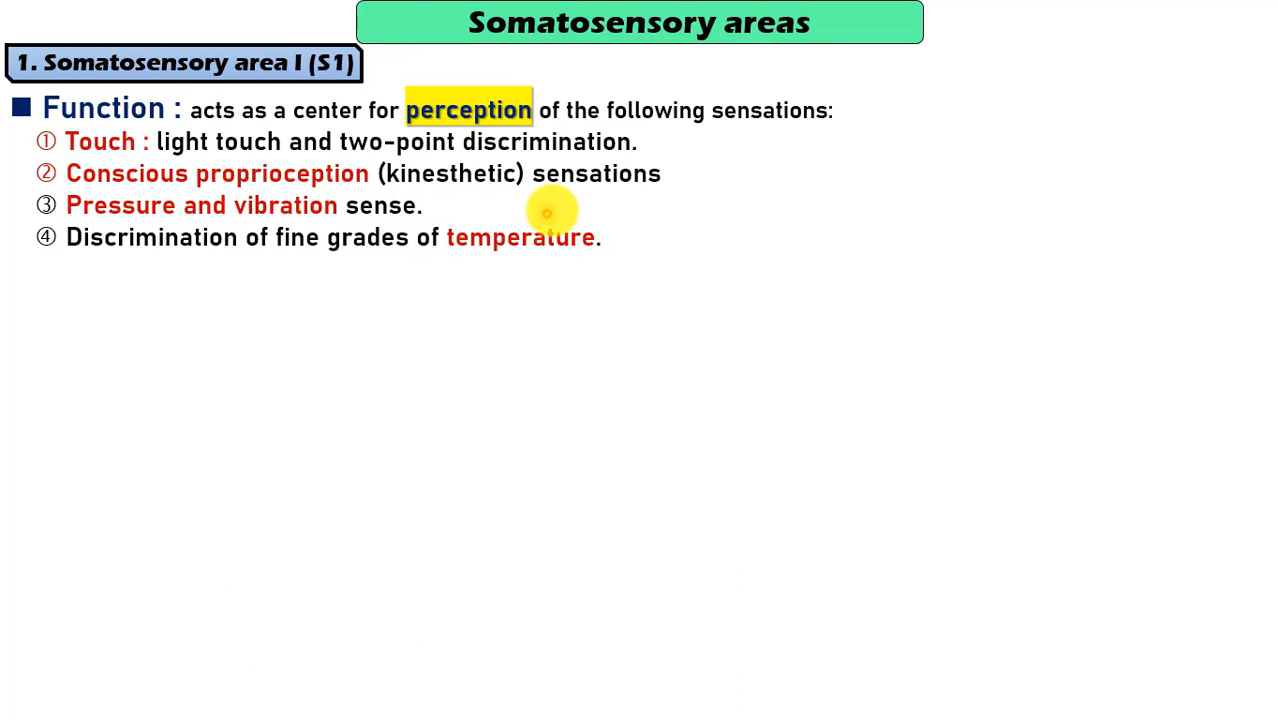 Somatosensory areas
1. Somatosensory area I (S1)
■ Function : acts as a center for perception of the following sensations:
① Touch : light touch and two-point discrimination.
② Conscious proprioception (kinesthetic) sensations
③ Pressure and vibration sense.
④ Discrimination of fine grades of temperature.